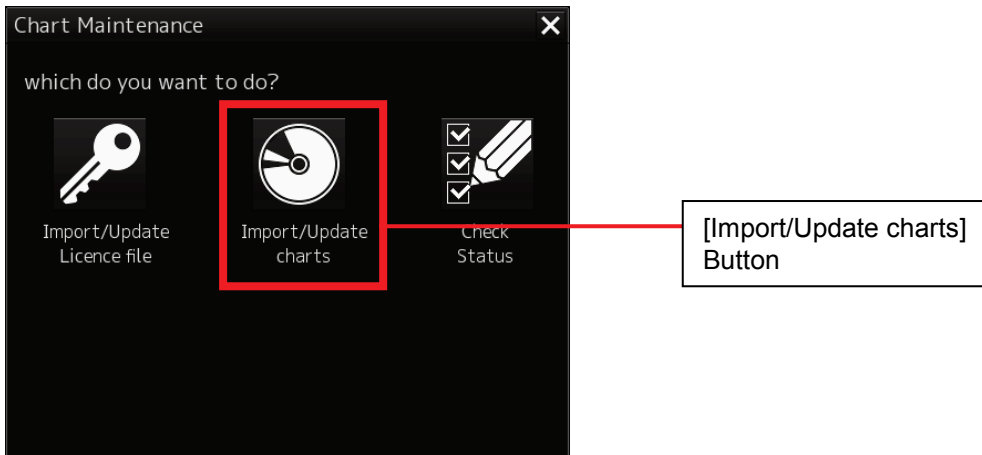 Chart Maintenance
which do you want to do?
Import/Update
Licence file
Import/Update
charts
Check
Status
[Import/Update charts]
Button